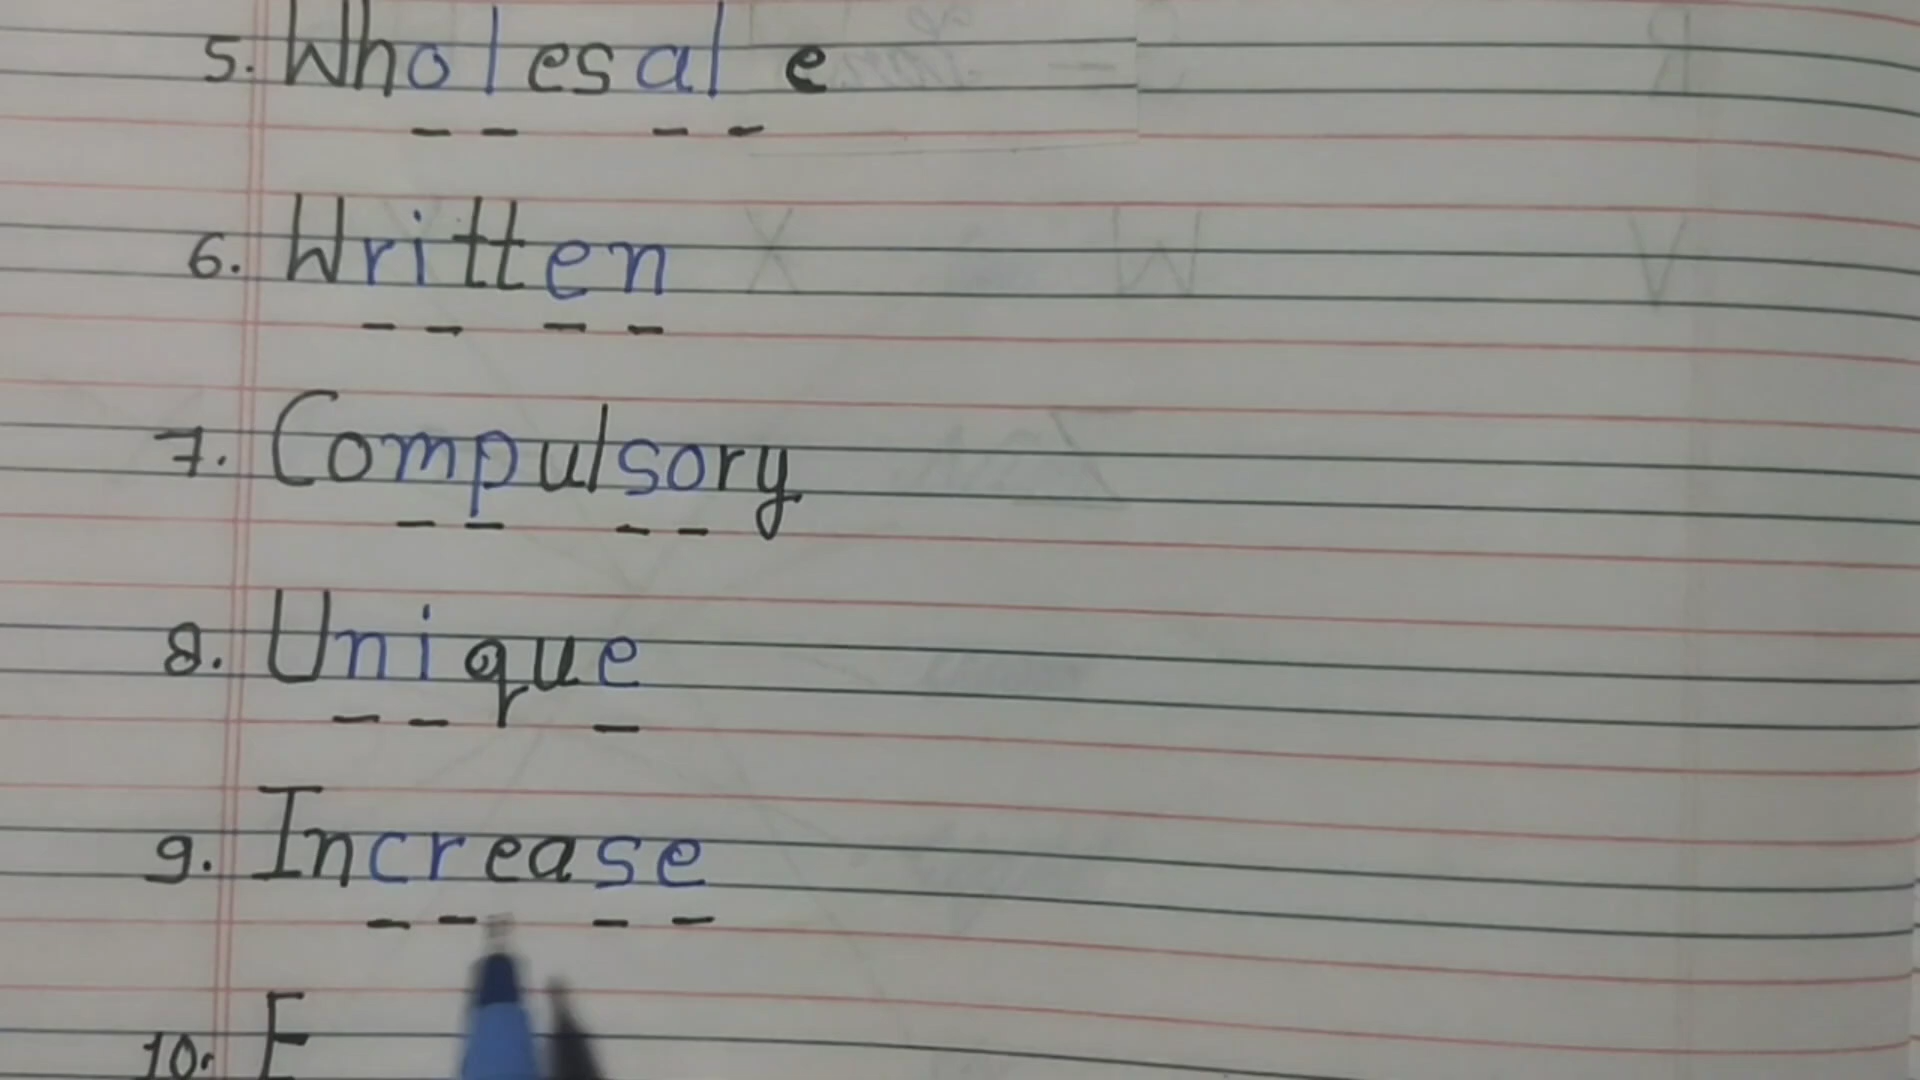 5. Wholesale
6. Written
7. Compulsory
8. Unique
9. Increase
10.